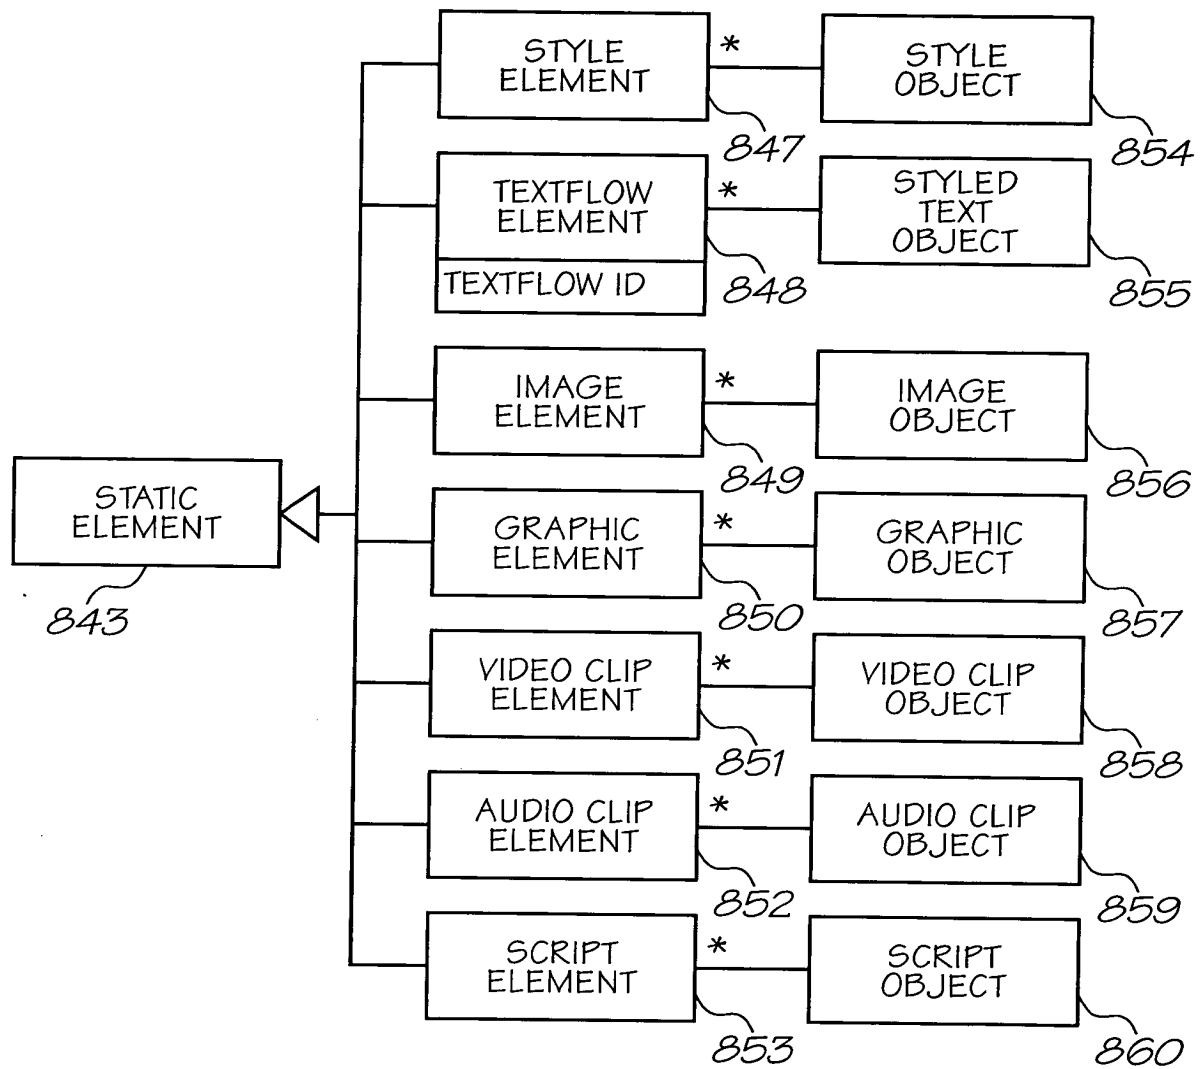 STYLE
ELEMENT
*
STYLE
OBJECT
847
854
TEXTFLOW
ELEMENT
TEXTFLOW ID
*
STYLED
TEXT
OBJECT
848
855
IMAGE
ELEMENT
*
IMAGE
OBJECT
849
856
STATIC
ELEMENT
843
GRAPHIC
ELEMENT
*
GRAPHIC
OBJECT
850
857
VIDEO CLIP
ELEMENT
*
VIDEO CLIP
OBJECT
851
858
AUDIO CLIP
ELEMENT
*
AUDIO CLIP
OBJECT
852
859
SCRIPT
ELEMENT
*
SCRIPT
OBJECT
853
860